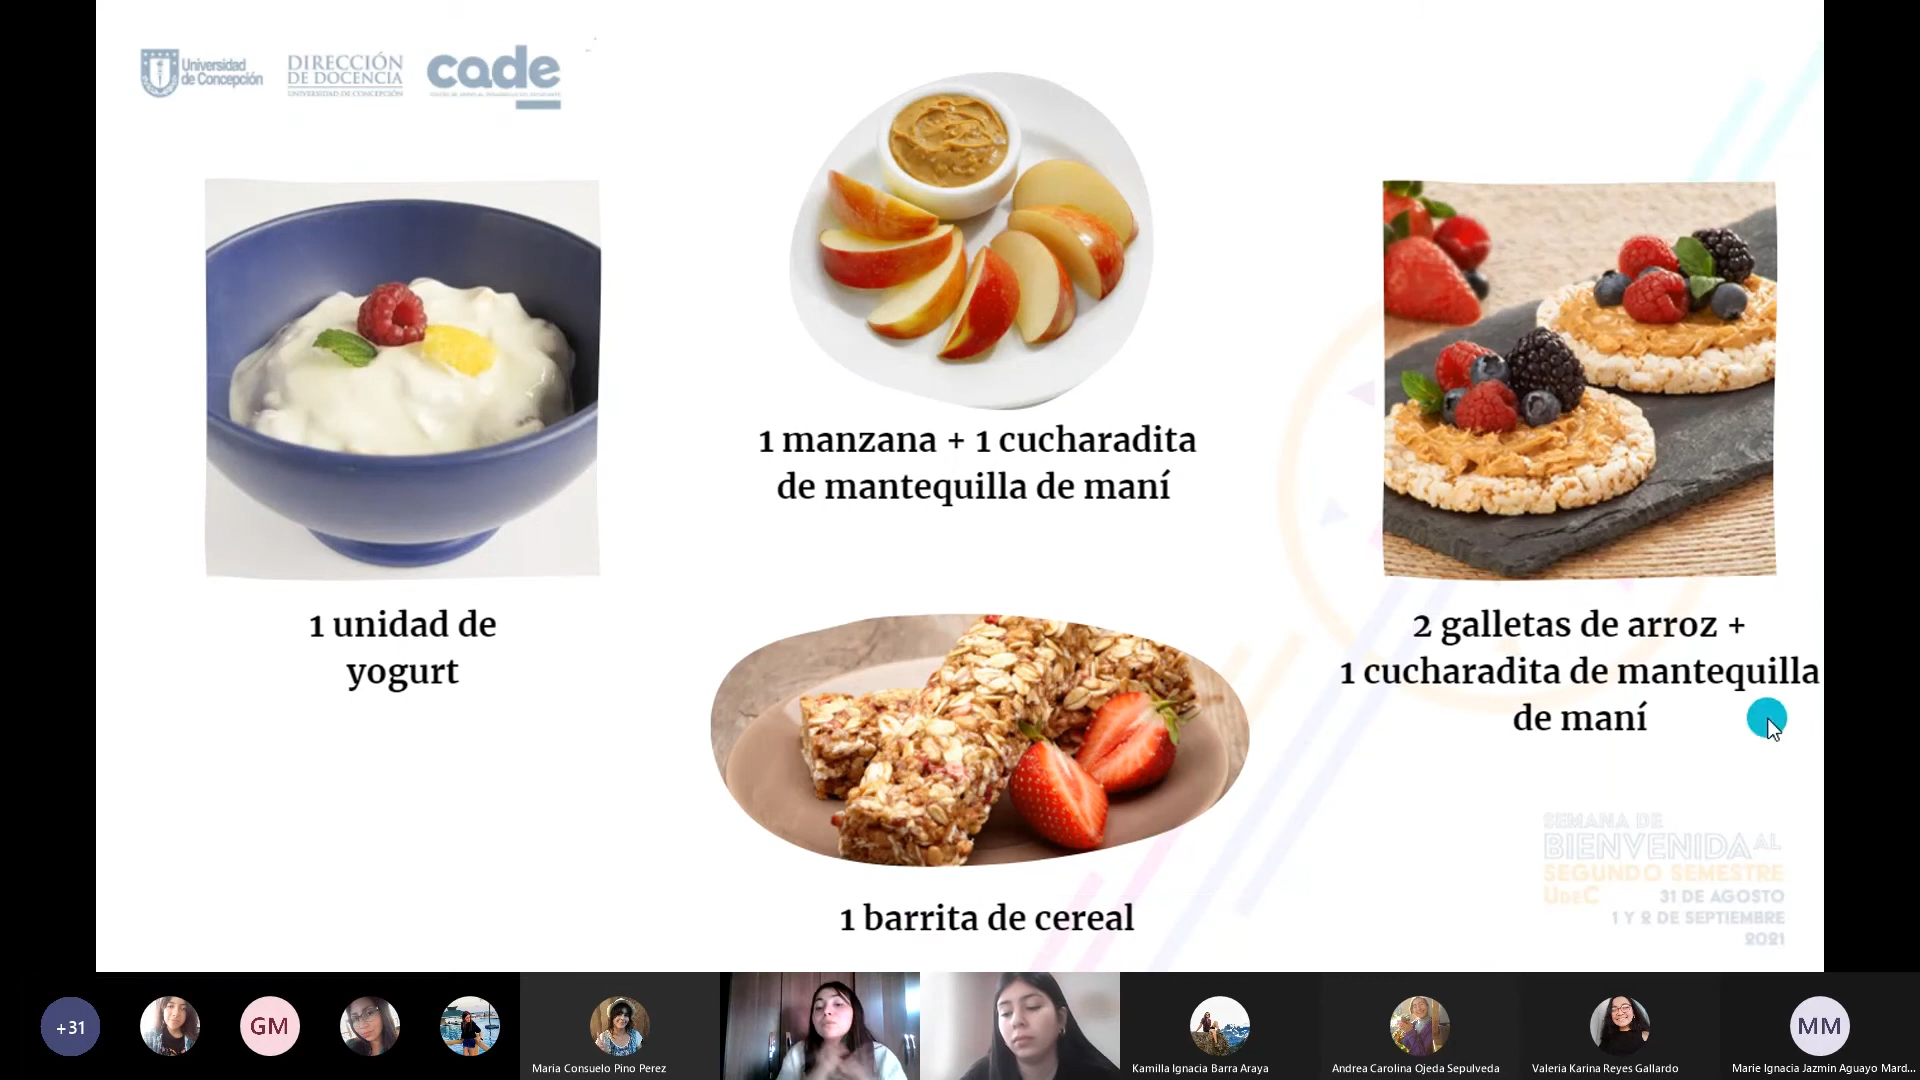 Universidad
de Concepción
DIRECCIÓN
DE DOCENCIA
UNIVERSIDAD DE CONCEPCIÓN
cade
1 manzana + 1 cucharadita
de mantequilla de maní
1 unidad de
yogurt
2 galletas de arroz +
1 cucharadita de mantequilla
de maní
1 barrita de cereal
SEMANA DE
BIENVENIDA AL
SEGUNDO SEMESTRE
UDEC 31 DE AGOSTO
1 Y 2 DE SEPTIEMBRE
2021
+31
GM
Maria Consuelo Pino Perez
Kamilla Ignacia Barra Araya
Andrea Carolina Ojeda Sepulveda
Valeria Karina Reyes Gallardo
MM
Marie Ignacia Jazmin Aguayo Mard...